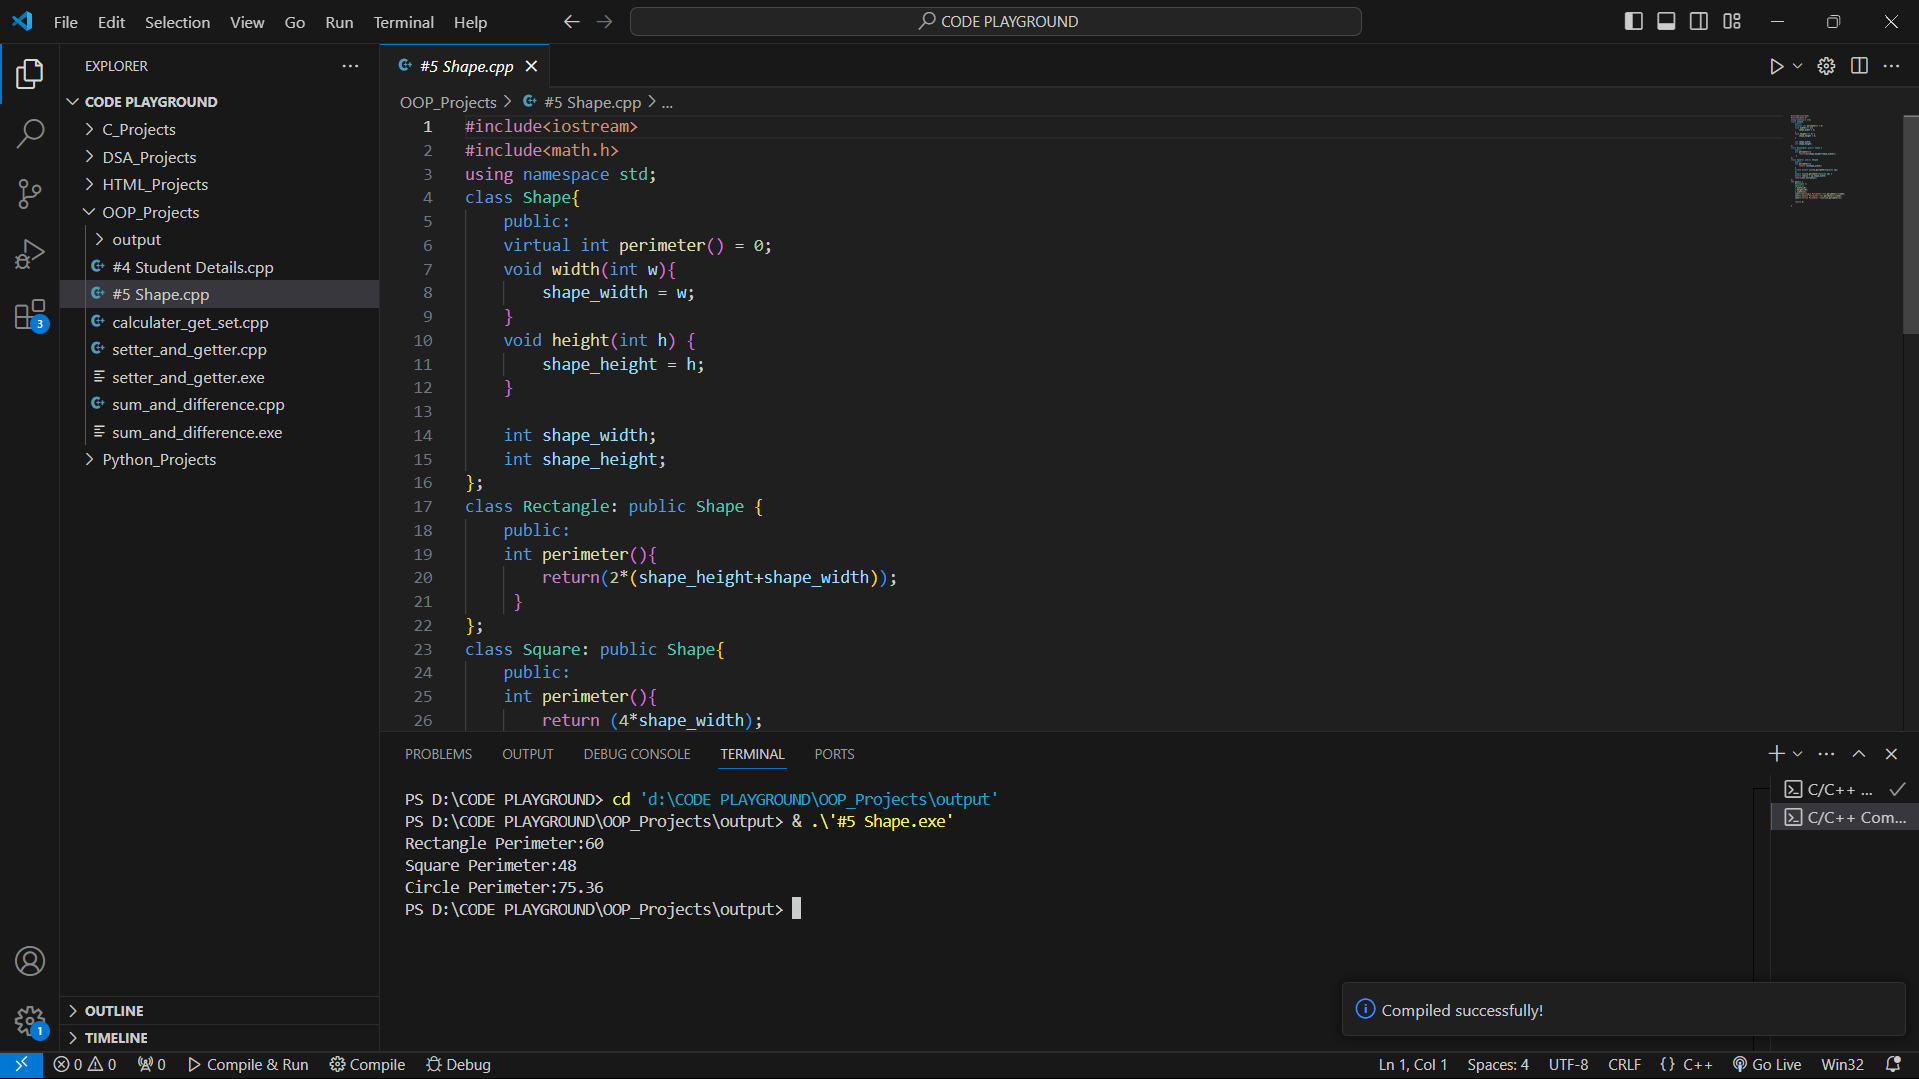 File Edit Selection View Go Run Terminal Help
CODE PLAYGROUND
EXPLORER
CODE PLAYGROUND
C_Projects
DSA_Projects
HTML_Projects
OOP_Projects
output
#4 Student Details.cpp
#5 Shape.cpp
calculater_get_set.cpp
setter_and_getter.cpp
setter_and_getter.exe
sum_and_difference.cpp
sum_and_difference.exe
Python_Projects
OUTLINE
TIMELINE
3
1
#5 Shape.cpp
OOP_Projects > #5 Shape.cpp > ...
1 #include<iostream>
2 #include<math.h>
3 using namespace std;
4 class Shape{
5 public:
6 virtual int perimeter() = 0;
7 void width(int w){
8 shape_width = w;
9 }
10 void height(int h) {
11 shape_height = h;
12 }
13
14 int shape_width;
15 int shape_height;
16 };
17 class Rectangle: public Shape {
18 public:
19 int perimeter(){
20 return(2*(shape_height+shape_width));
21 }
22 };
23 class Square: public Shape{
24 public:
25 int perimeter(){
26 return (4*shape_width);
PROBLEMS OUTPUT DEBUG CONSOLE TERMINAL PORTS
PS D:\CODE PLAYGROUND> cd 'd:\CODE PLAYGROUND\OOP_Projects\output'
PS D:\CODE PLAYGROUND\OOP_Projects\output> & .\'#5 Shape.exe'
Rectangle Perimeter:60
Square Perimeter:48
Circle Perimeter:75.36
PS D:\CODE PLAYGROUND\OOP_Projects\output>
C/C++ ...
C/C++ Com...
Compiled successfully!
0 0 0 Compile & Run Compile Debug Ln 1, Col 1 Spaces: 4 UTF-8 CRLF {} C++ Go Live Win32